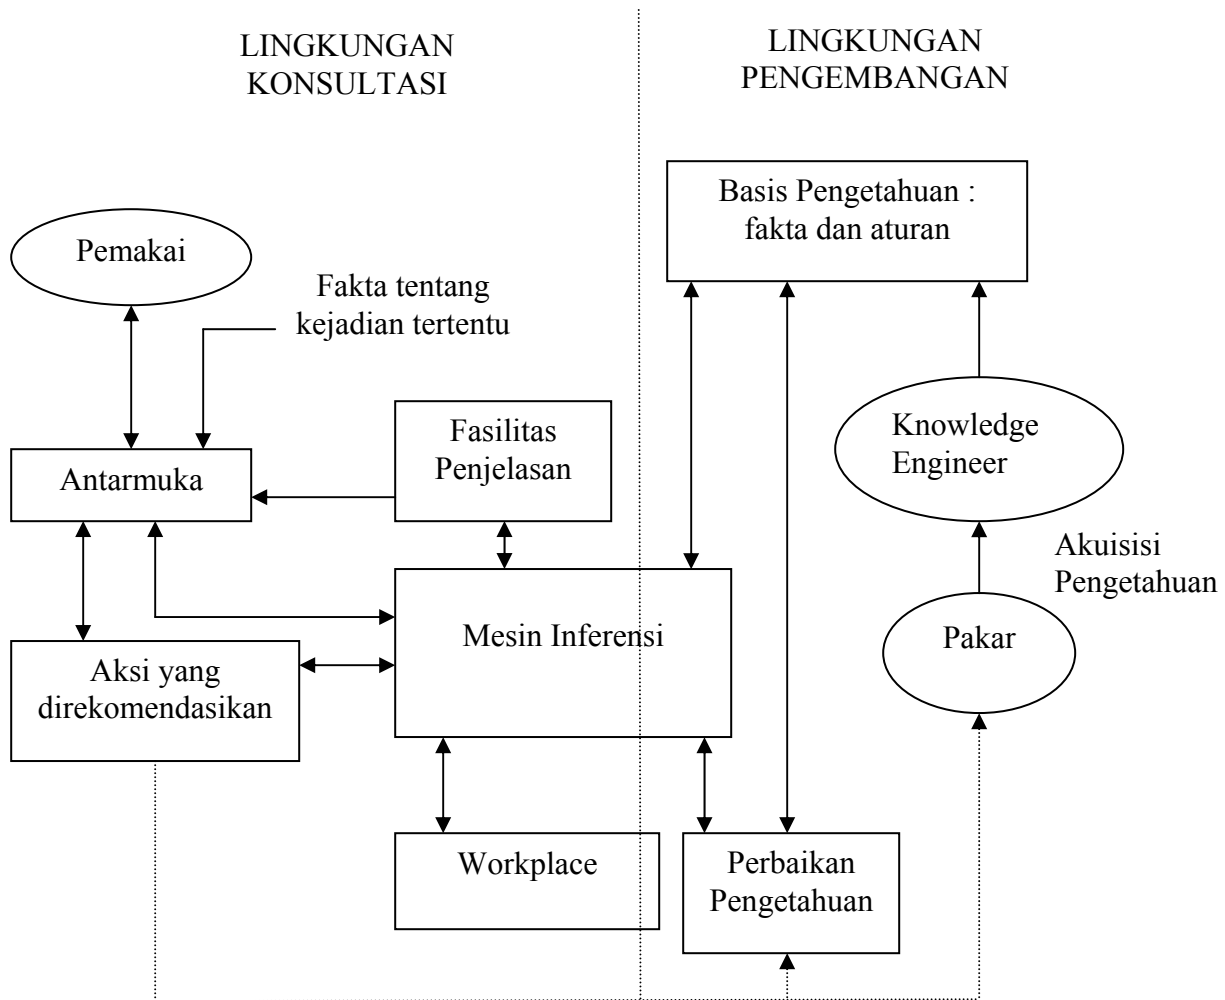 LINGKUNGAN
KONSULTASI
LINGKUNGAN
PENGEMBANGAN
Basis Pengetahuan :
fakta dan aturan
Pemakai
Fakta tentang
kejadian tertentu
Knowledge
Engineer
Fasilitas
Penjelasan
Antarmuka
Akuisisi
Pengetahuan
Mesin Inferensi
Pakar
Aksi yang
direkomendasikan
Workplace
Perbaikan
Pengetahuan